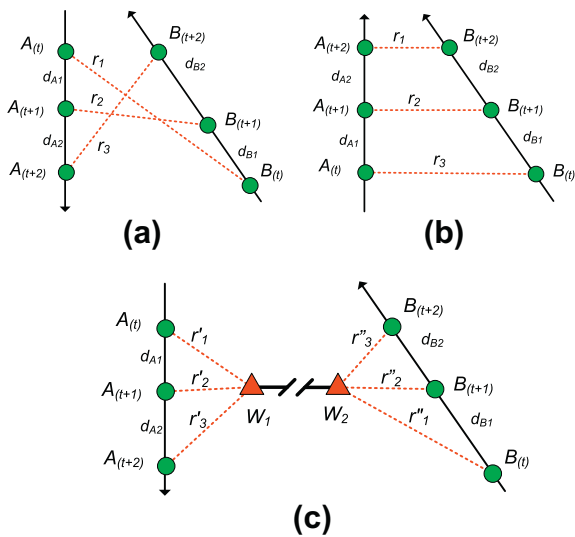 A(t) r1 B(t+2)
dA1 dB2
A(t+1) r2 B(t+1)
dA2 r3 dB1
A(t+2) B(t)
(a)
A(t+2) r1 B(t+2)
dA2 dB2
A(t+1) r2 B(t+1)
dA1 dB1
A(t) r3 B(t)
(b)
A(t) r'1 r"3 B(t+2)
dA1 dB2
A(t+1) r'2 r"2 B(t+1)
dA2 r'3 W1 W2 r"1 dB1
A(t+2) B(t)
(c)